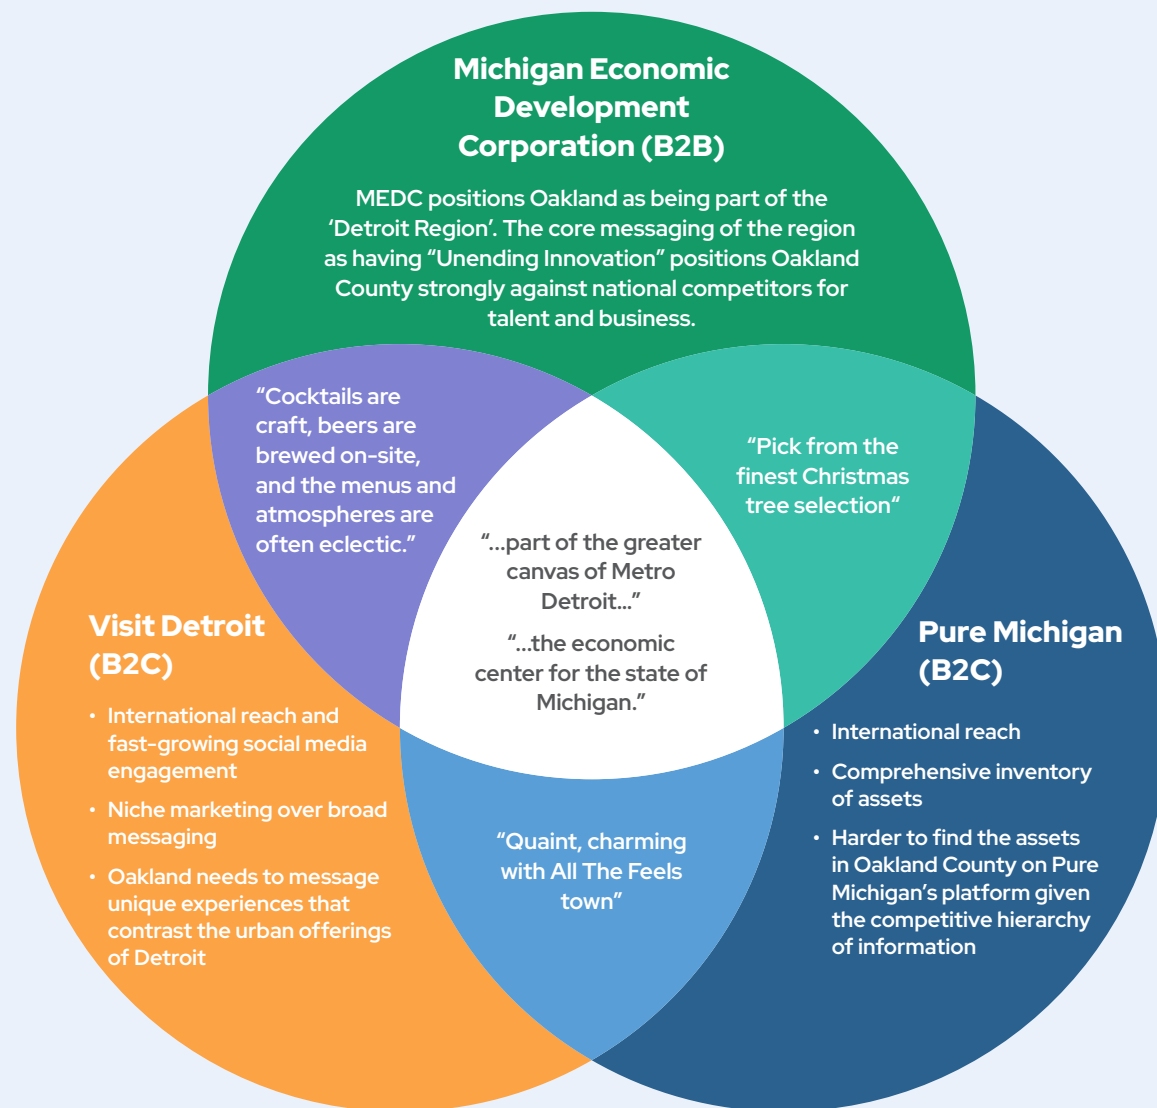 Michigan Economic
Development
Corporation (B2B)
MEDC positions Oakland as being part of the
‘Detroit Region’. The core messaging of the region
as having “Unending Innovation” positions Oakland
County strongly against national competitors for
talent and business.
“Cocktails are
craft, beers are
brewed on-site,
and the menus and
atmospheres are
often eclectic.”
“Pick from the
finest Christmas
tree selection“
“...part of the greater
canvas of Metro
Detroit...”
“...the economic
center for the state of
Michigan.”
Visit Detroit
(B2C)
• International reach and
fast-growing social media
engagement
• Niche marketing over broad
messaging
• Oakland needs to message
unique experiences that
contrast the urban offerings
of Detroit
“Quaint, charming
with All The Feels
town”
Pure Michigan
(B2C)
• International reach
• Comprehensive inventory
of assets
• Harder to find the assets
in Oakland County on Pure
Michigan’s platform given
the competitive hierarchy
of information